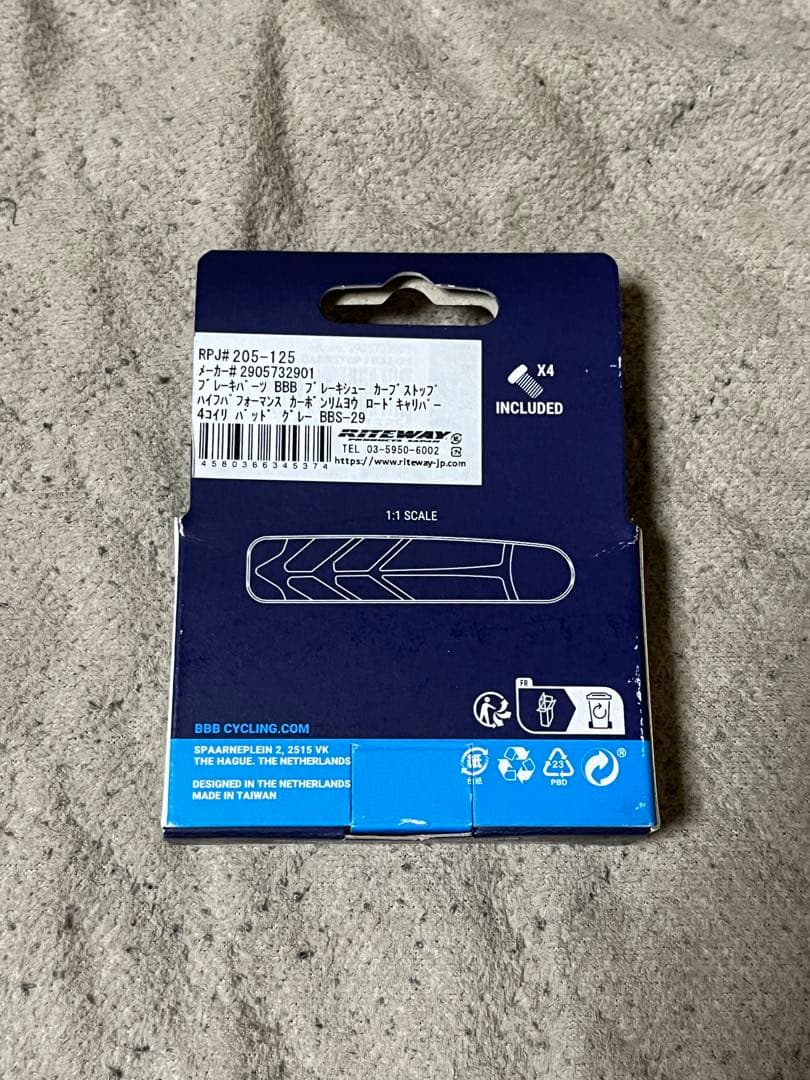 RPJ# 205-125
メーカー# 2905732901
ブレーキパーツ BBB ブレーキシュー カーブストップ
ハイフパフォーマンス カーボンリムヨウ ロードキャリパー
4コイリ パッド グレー BBS-29
RITEWAY
TEL 03-5950-6002
4580366345374
https://www.riteway-jp.com
X4
INCLUDED
1:1 SCALE
FR
BBB CYCLING.COM
SPAARNEPLEIN 2, 2515 VK
THE HAGUE. THE NETHERLANDS
DESIGNED IN THE NETHERLANDS
MADE IN TAIWAN
紙
台紙
23
PBD
®